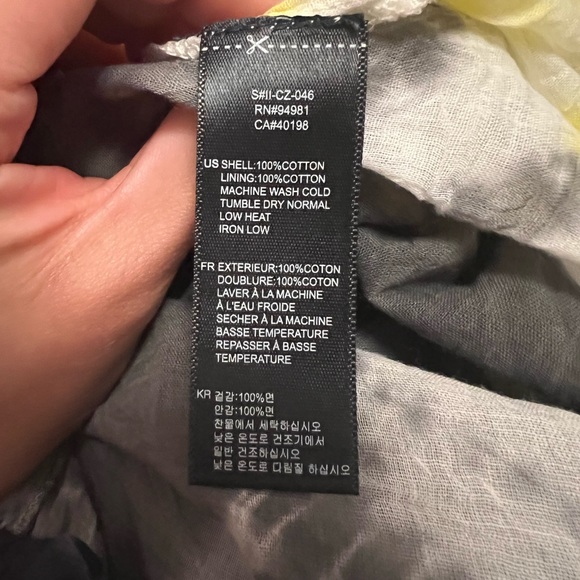 S#II-CZ-046
RN#94981
CA#40198
US SHELL:100%COTTON
LINING:100%COTTON
MACHINE WASH COLD
TUMBLE DRY NORMAL
LOW HEAT
IRON LOW
FR EXTERIEUR:100%COTON
DOUBLURE:100%COTON
LAVER À LA MACHINE
À L'EAU FROIDE
SECHER À LA MACHINE
BASSE TEMPERATURE
REPASSER À BASSE
TEMPERATURE
KR 겉감:100%면
안감:100%면
찬물에서 세탁하십시오
낮은 온도로 건조기에서
일반 건조하십시오
낮은 온도로 다림질 하십시오